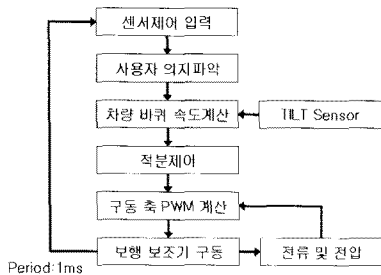 센서제어 입력
사용자 의지파악
차량 바퀴 속도계산
TILT Sensor
적분제어
구동 축 PWM 계산
보행 보조기 구동
전류 및 전압
Period:1ms